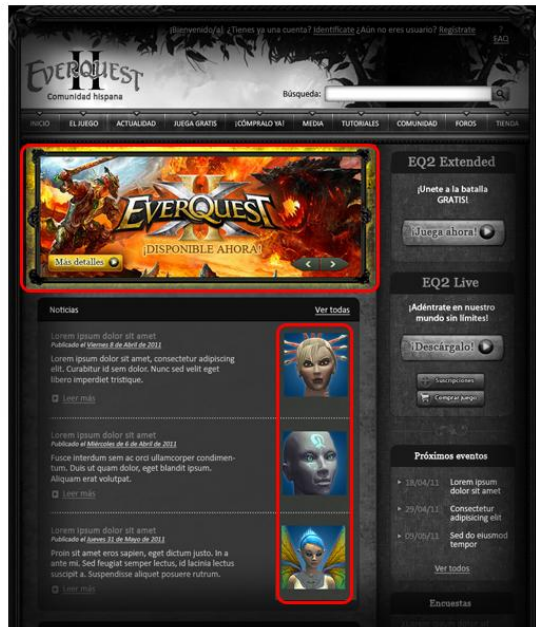 ¡Bienvenido/a! ¿Tienes ya una cuenta? Identifícate ¿Aún no eres usuario? Regístrate
FAQ
EVERQUEST II
Comunidad hispana
Búsqueda:
INICIO EL JUEGO ACTUALIDAD JUEGA GRATIS ¡CÓMPRALO YA! MEDIA TUTORIALES COMUNIDAD FOROS TIENDA
EVERQUEST
¡DISPONIBLE AHORA!
Más detalles
EQ2 Extended
¡Únete a la batalla
GRATIS!
¡Juega ahora!
EQ2 Live
¡Adéntrate en nuestro
mundo sin límites!
¡Descárgalo!
Suscripciones
Comprar Juego
Noticias Ver todas
Lorem ipsum dolor sit amet
Publicado el Viernes 8 de Abril de 2011
Lorem ipsum dolor sit amet, consectetur adipiscing
elit. Curabitur id sem dolor. Nunc sed velit eget
libero imperdiet tristique.
Leer más
Lorem ipsum dolor sit amet
Publicado el Miércoles de 6 de Abril de 2011
Fusce interdum sem ac orci ullamcorper condimen-
tum. Duis ut quam dolor, eget blandit ipsum.
Aliquam erat volutpat.
Leer más
Lorem ipsum dolor sit amet
Publicado el Jueves 31 de Mayo de 2011
Proin sit amet eros sapien, eget dictum justo. In a
ante mi. Sed feugiat semper lectus, id lacinia lectus
suscipit a. Suspendisse aliquet posuere rutrum.
Leer más
Próximos eventos
18/04/11 Lorem ipsum
dolor sit amet
29/04/11 Consectetur
adipisicing elit
09/05/11 Sed do eiusmod
tempor
Ver todos
Encuestas